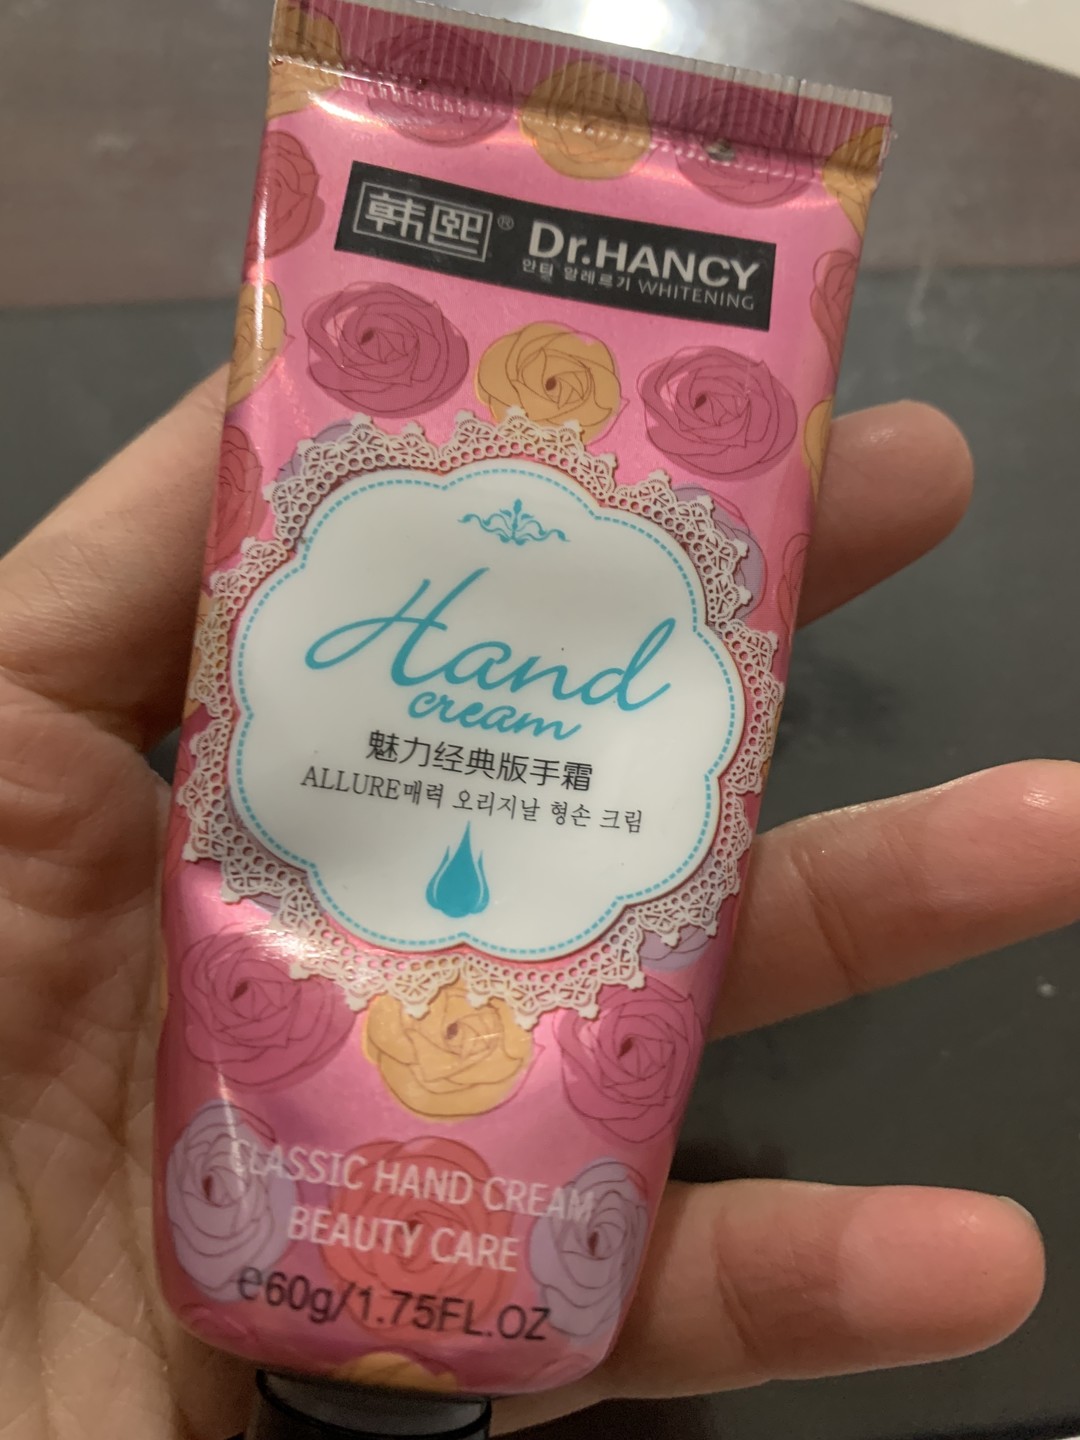 韩熙® Dr.HANCY
안티 알레르기 WHITENING
Hand
cream
魅力经典版手霜
ALLURE매력 오리지날 형손 크림
CLASSIC HAND CREAM
BEAUTY CARE
e60g/1.75FL.OZ